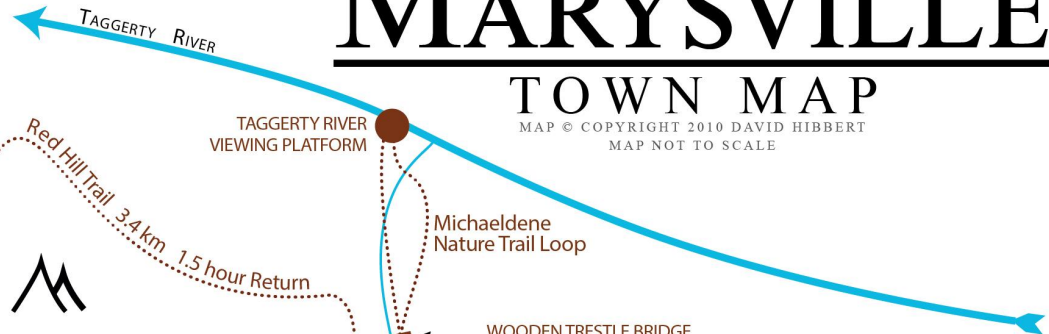 MARYSVILLE
TAGGERTY RIVER
TOWN MAP
MAP © COPYRIGHT 2010 DAVID HIBBERT
MAP NOT TO SCALE
TAGGERTY RIVER
VIEWING PLATFORM
Red Hill Trail 3.4 km 1.5 hour Return
Michaeldene
Nature Trail Loop
WOODEN TRESTLE BRIDGE